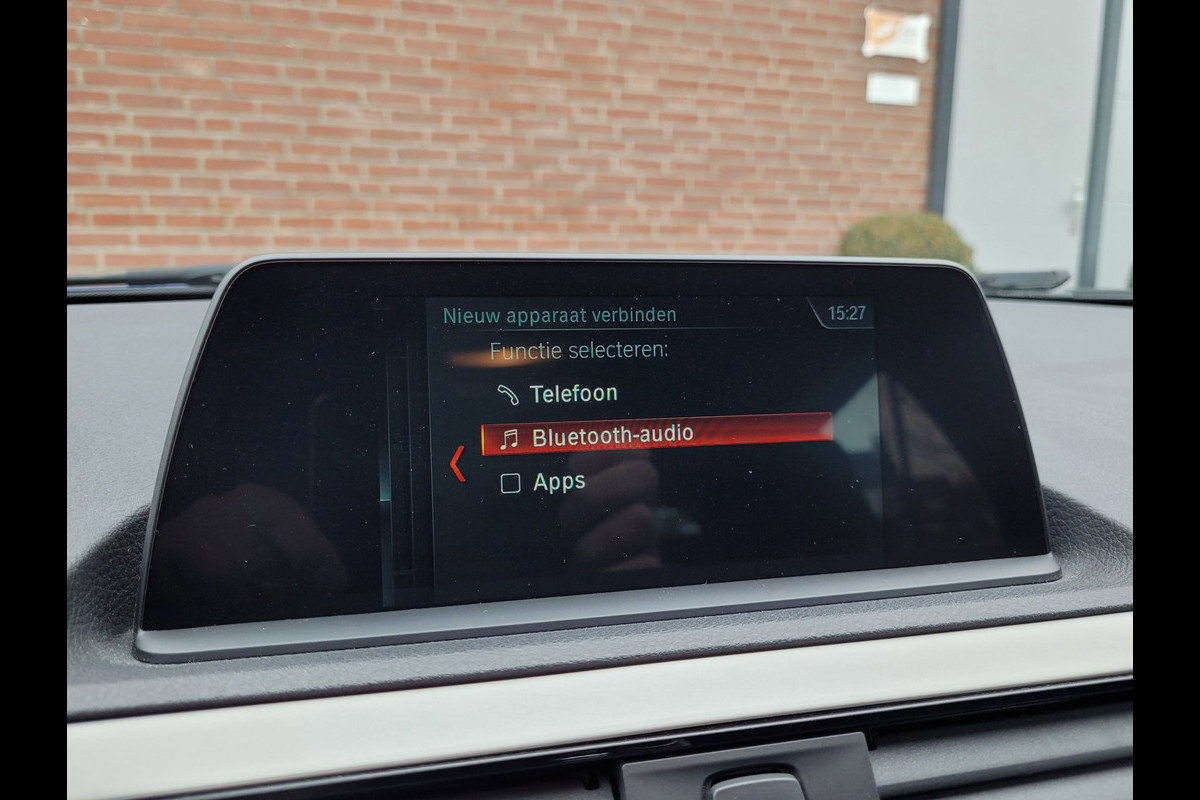 Nieuw apparaat verbinden
15:27
Functie selecteren:
Telefoon
Bluetooth-audio
Apps